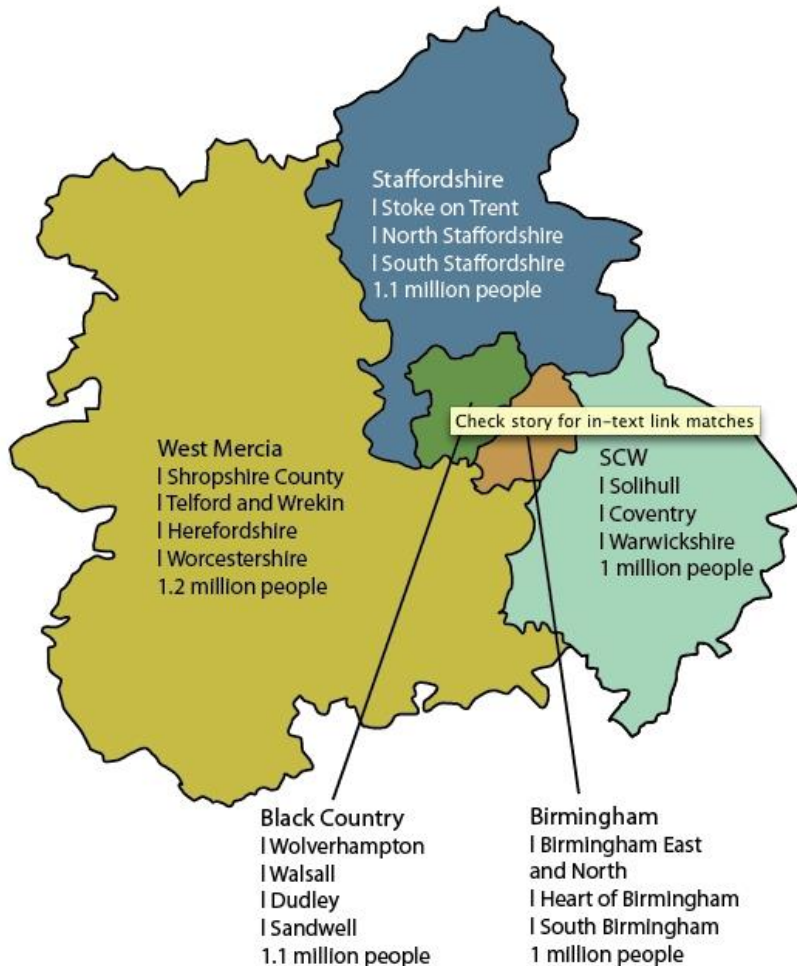 Staffordshire
l Stoke on Trent
l North Staffordshire
l South Staffordshire
1.1 million people
Check story for in-text link matches
West Mercia
l Shropshire County
l Telford and Wrekin
l Herefordshire
l Worcestershire
1.2 million people
SCW
l Solihull
l Coventry
l Warwickshire
1 million people
Black Country
l Wolverhampton
l Walsall
l Dudley
l Sandwell
1.1 million people
Birmingham
l Birmingham East
and North
l Heart of Birmingham
l South Birmingham
1 million people